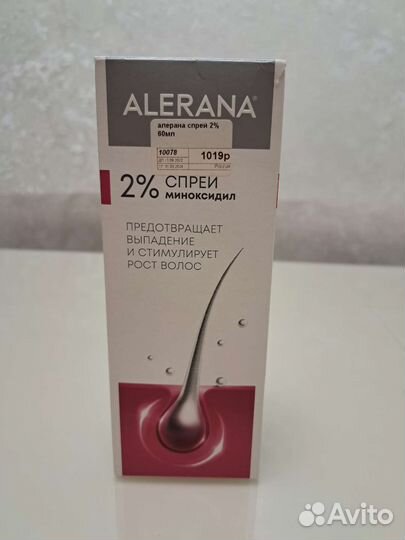 ALERANA®
алерана спрей 2%
60мл
10078
1019р
2% СПРЕЙ
МИНОКСИДИЛ
ПРЕДОТВРАЩАЕТ
ВЫПАДЕНИЕ
И СТИМУЛИРУЕТ
РОСТ ВОЛОС
Avito